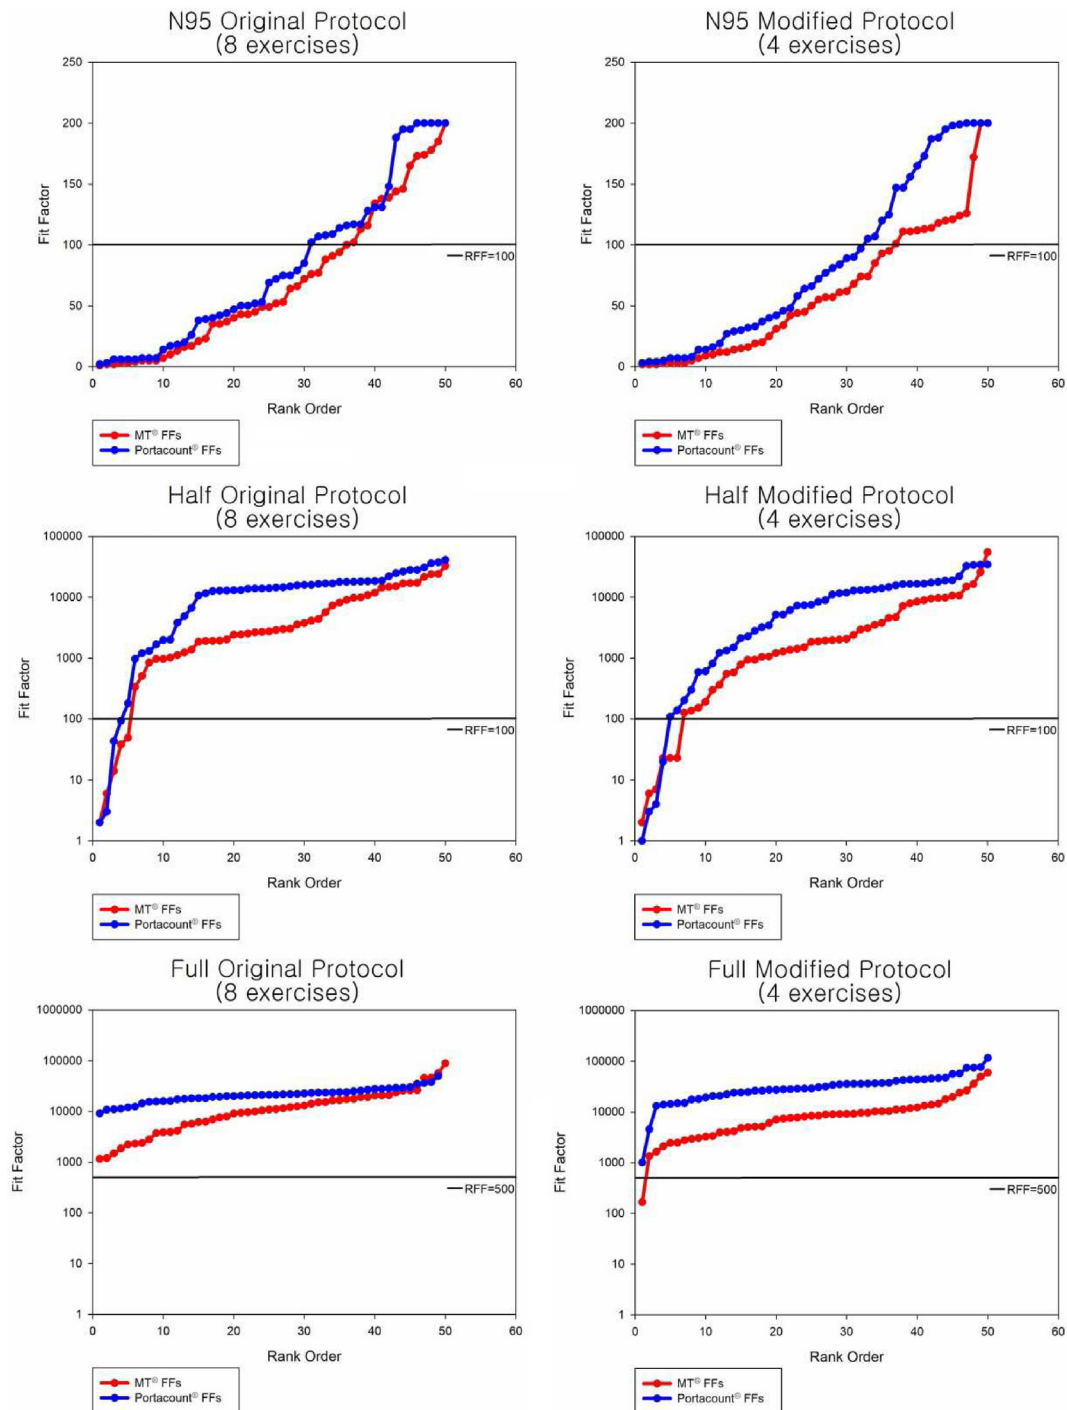 N95 Original Protocol
(8 exercises)
250
200
150
100
50
0
Fit Factor
RFF=100
0 10 20 30 40 50 60
Rank Order
MT® FFs
Portacount® FFs
N95 Modified Protocol
(4 exercises)
250
200
150
100
50
0
Fit Factor
RFF=100
0 10 20 30 40 50 60
Rank Order
MT® FFs
Portacount® FFs
Half Original Protocol
(8 exercises)
100000
10000
1000
100
10
1
Fit Factor
RFF=100
0 10 20 30 40 50 60
Rank Order
MT® FFs
Portacount® FFs
Half Modified Protocol
(4 exercises)
100000
10000
1000
100
10
1
Fit Factor
RFF=100
0 10 20 30 40 50 60
Rank Order
MT® FFs
Portacount® FFs
Full Original Protocol
(8 exercises)
1000000
100000
10000
1000
100
10
1
Fit Factor
RFF=500
0 10 20 30 40 50 60
Rank Order
MT® FFs
Portacount® FFs
Full Modified Protocol
(4 exercises)
1000000
100000
10000
1000
100
10
1
Fit Factor
RFF=500
0 10 20 30 40 50 60
Rank Order
MT® FFs
Portacount® FFs